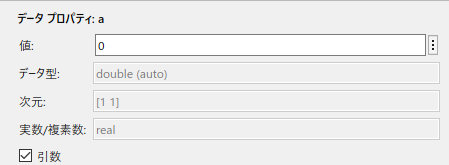 データ プロパティ: a
値: 0
データ型: double (auto)
次元: [1 1]
実数/複素数: real
引数